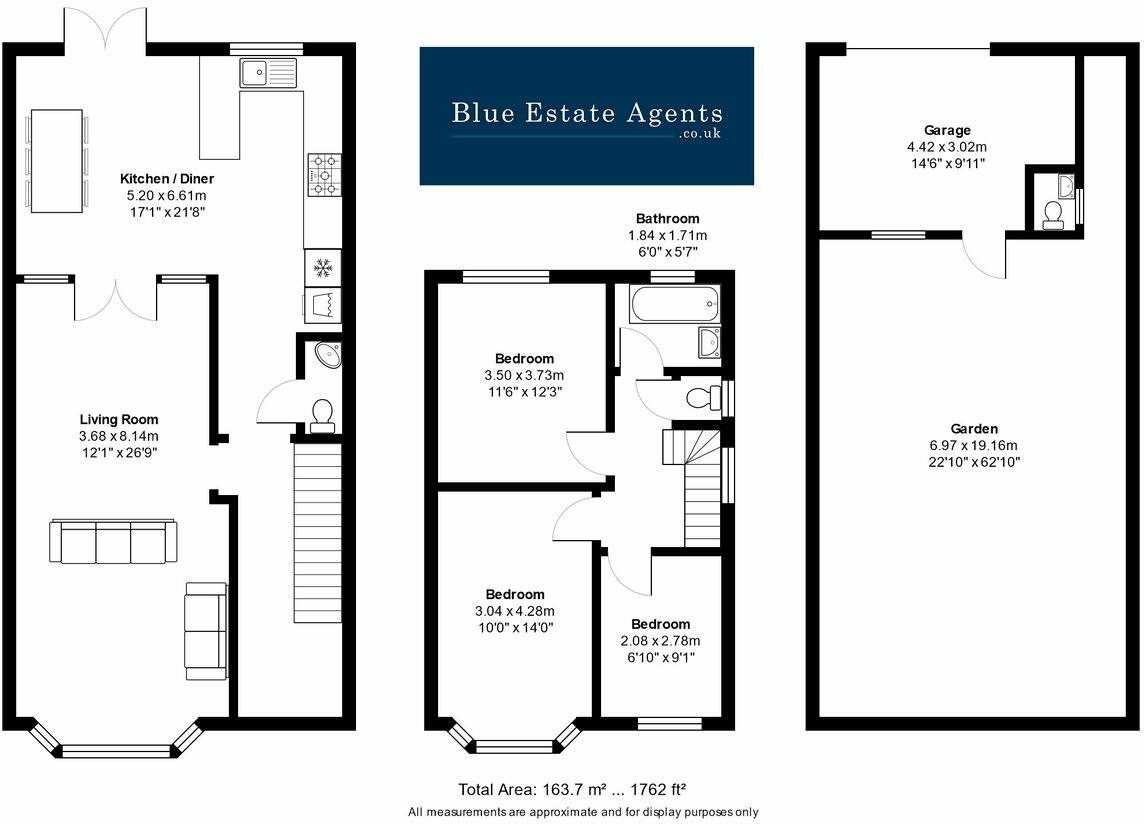 Blue Estate Agents
.co.uk
Kitchen / Diner
5.20 x 6.61m
17'1" x 21'8"
Living Room
3.68 x 8.14m
12'1" x 26'9"
Bathroom
1.84 x 1.71m
6'0" x 5'7"
Bedroom
3.50 x 3.73m
11'6" x 12'3"
Bedroom
3.04 x 4.28m
10'0" x 14'0"
Bedroom
2.08 x 2.78m
6'10" x 9'1"
Garage
4.42 x 3.02m
14'6" x 9'11"
Garden
6.97 x 19.16m
22'10" x 62'10"
Total Area: 163.7 m² ... 1762 ft²
All measurements are approximate and for display purposes only